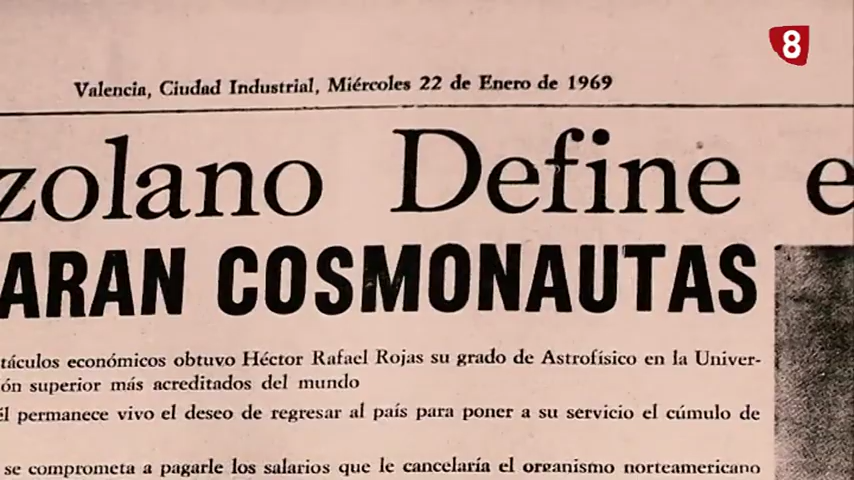 8
Valencia, Ciudad Industrial, Miércoles 22 de Enero de 1969
zolano Define e
ARAN COSMONAUTAS
táculos económicos obtuvo Héctor Rafael Rojas su grado de Astrofísico en la Univer-
ón superior más acreditados del mundo
él permanece vivo el deseo de regresar al país para poner a su servicio el cúmulo de
se comprometa a pagarle los salarios que le cancelaría el organismo norteamericano